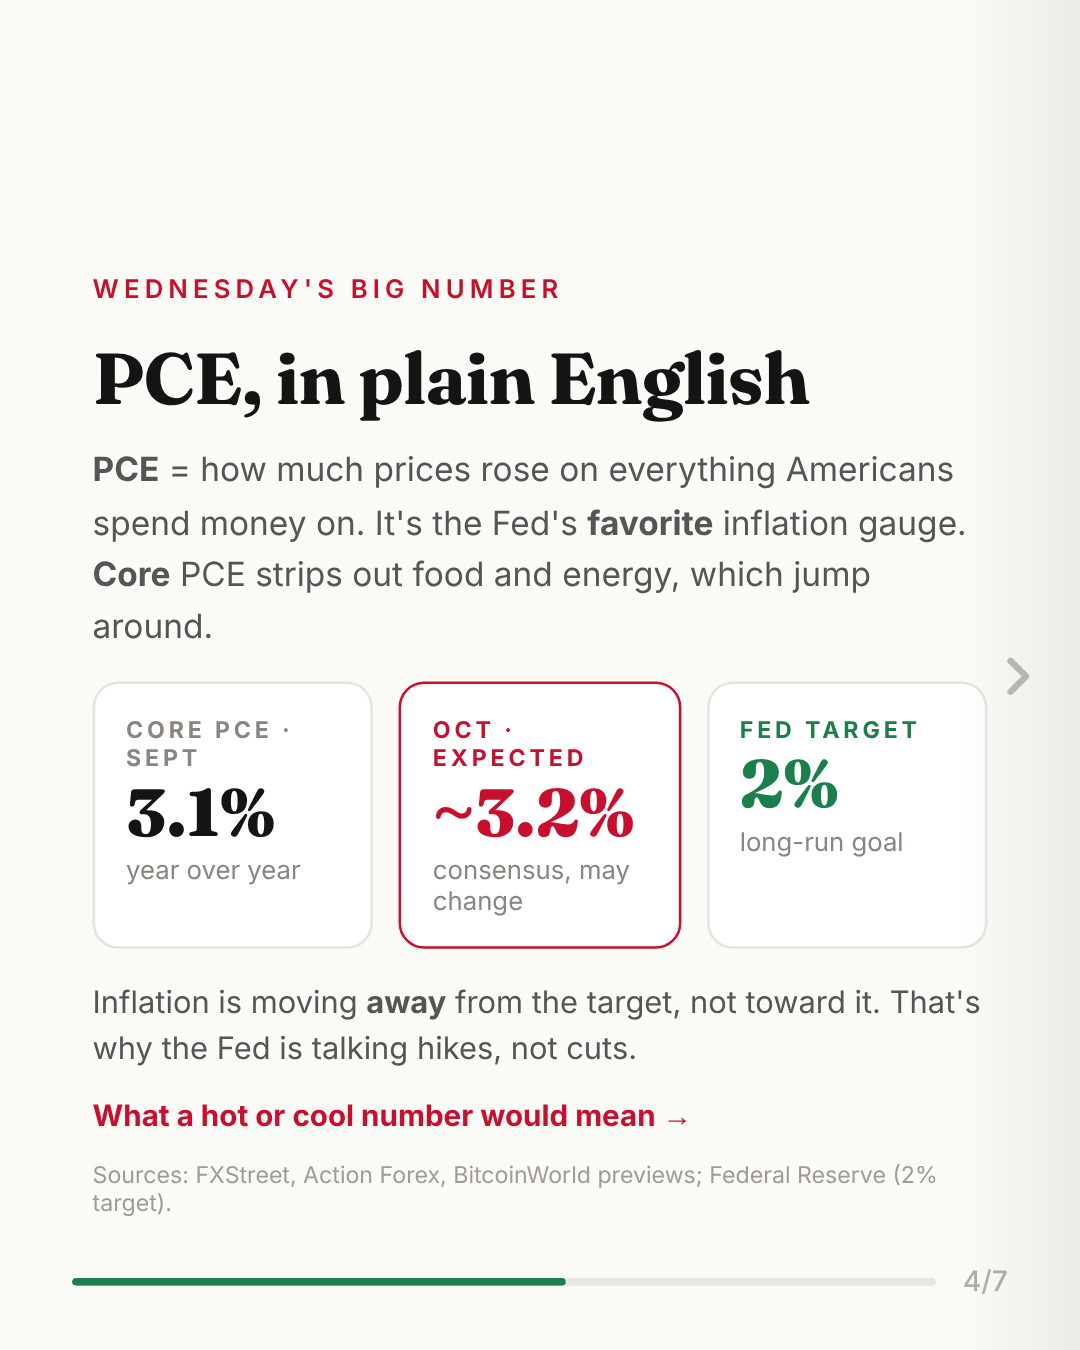 WEDNESDAY'S BIG NUMBER
PCE, in plain English
PCE = how much prices rose on everything Americans
spend money on. It's the Fed's favorite inflation gauge.
Core PCE strips out food and energy, which jump
around.
CORE PCE ·
SEPT
3.1%
year over year
OCT ·
EXPECTED
~3.2%
consensus, may
change
FED TARGET
2%
long-run goal
Inflation is moving away from the target, not toward it. That's
why the Fed is talking hikes, not cuts.
What a hot or cool number would mean →
Sources: FXStreet, Action Forex, BitcoinWorld previews; Federal Reserve (2%
target).
4/7